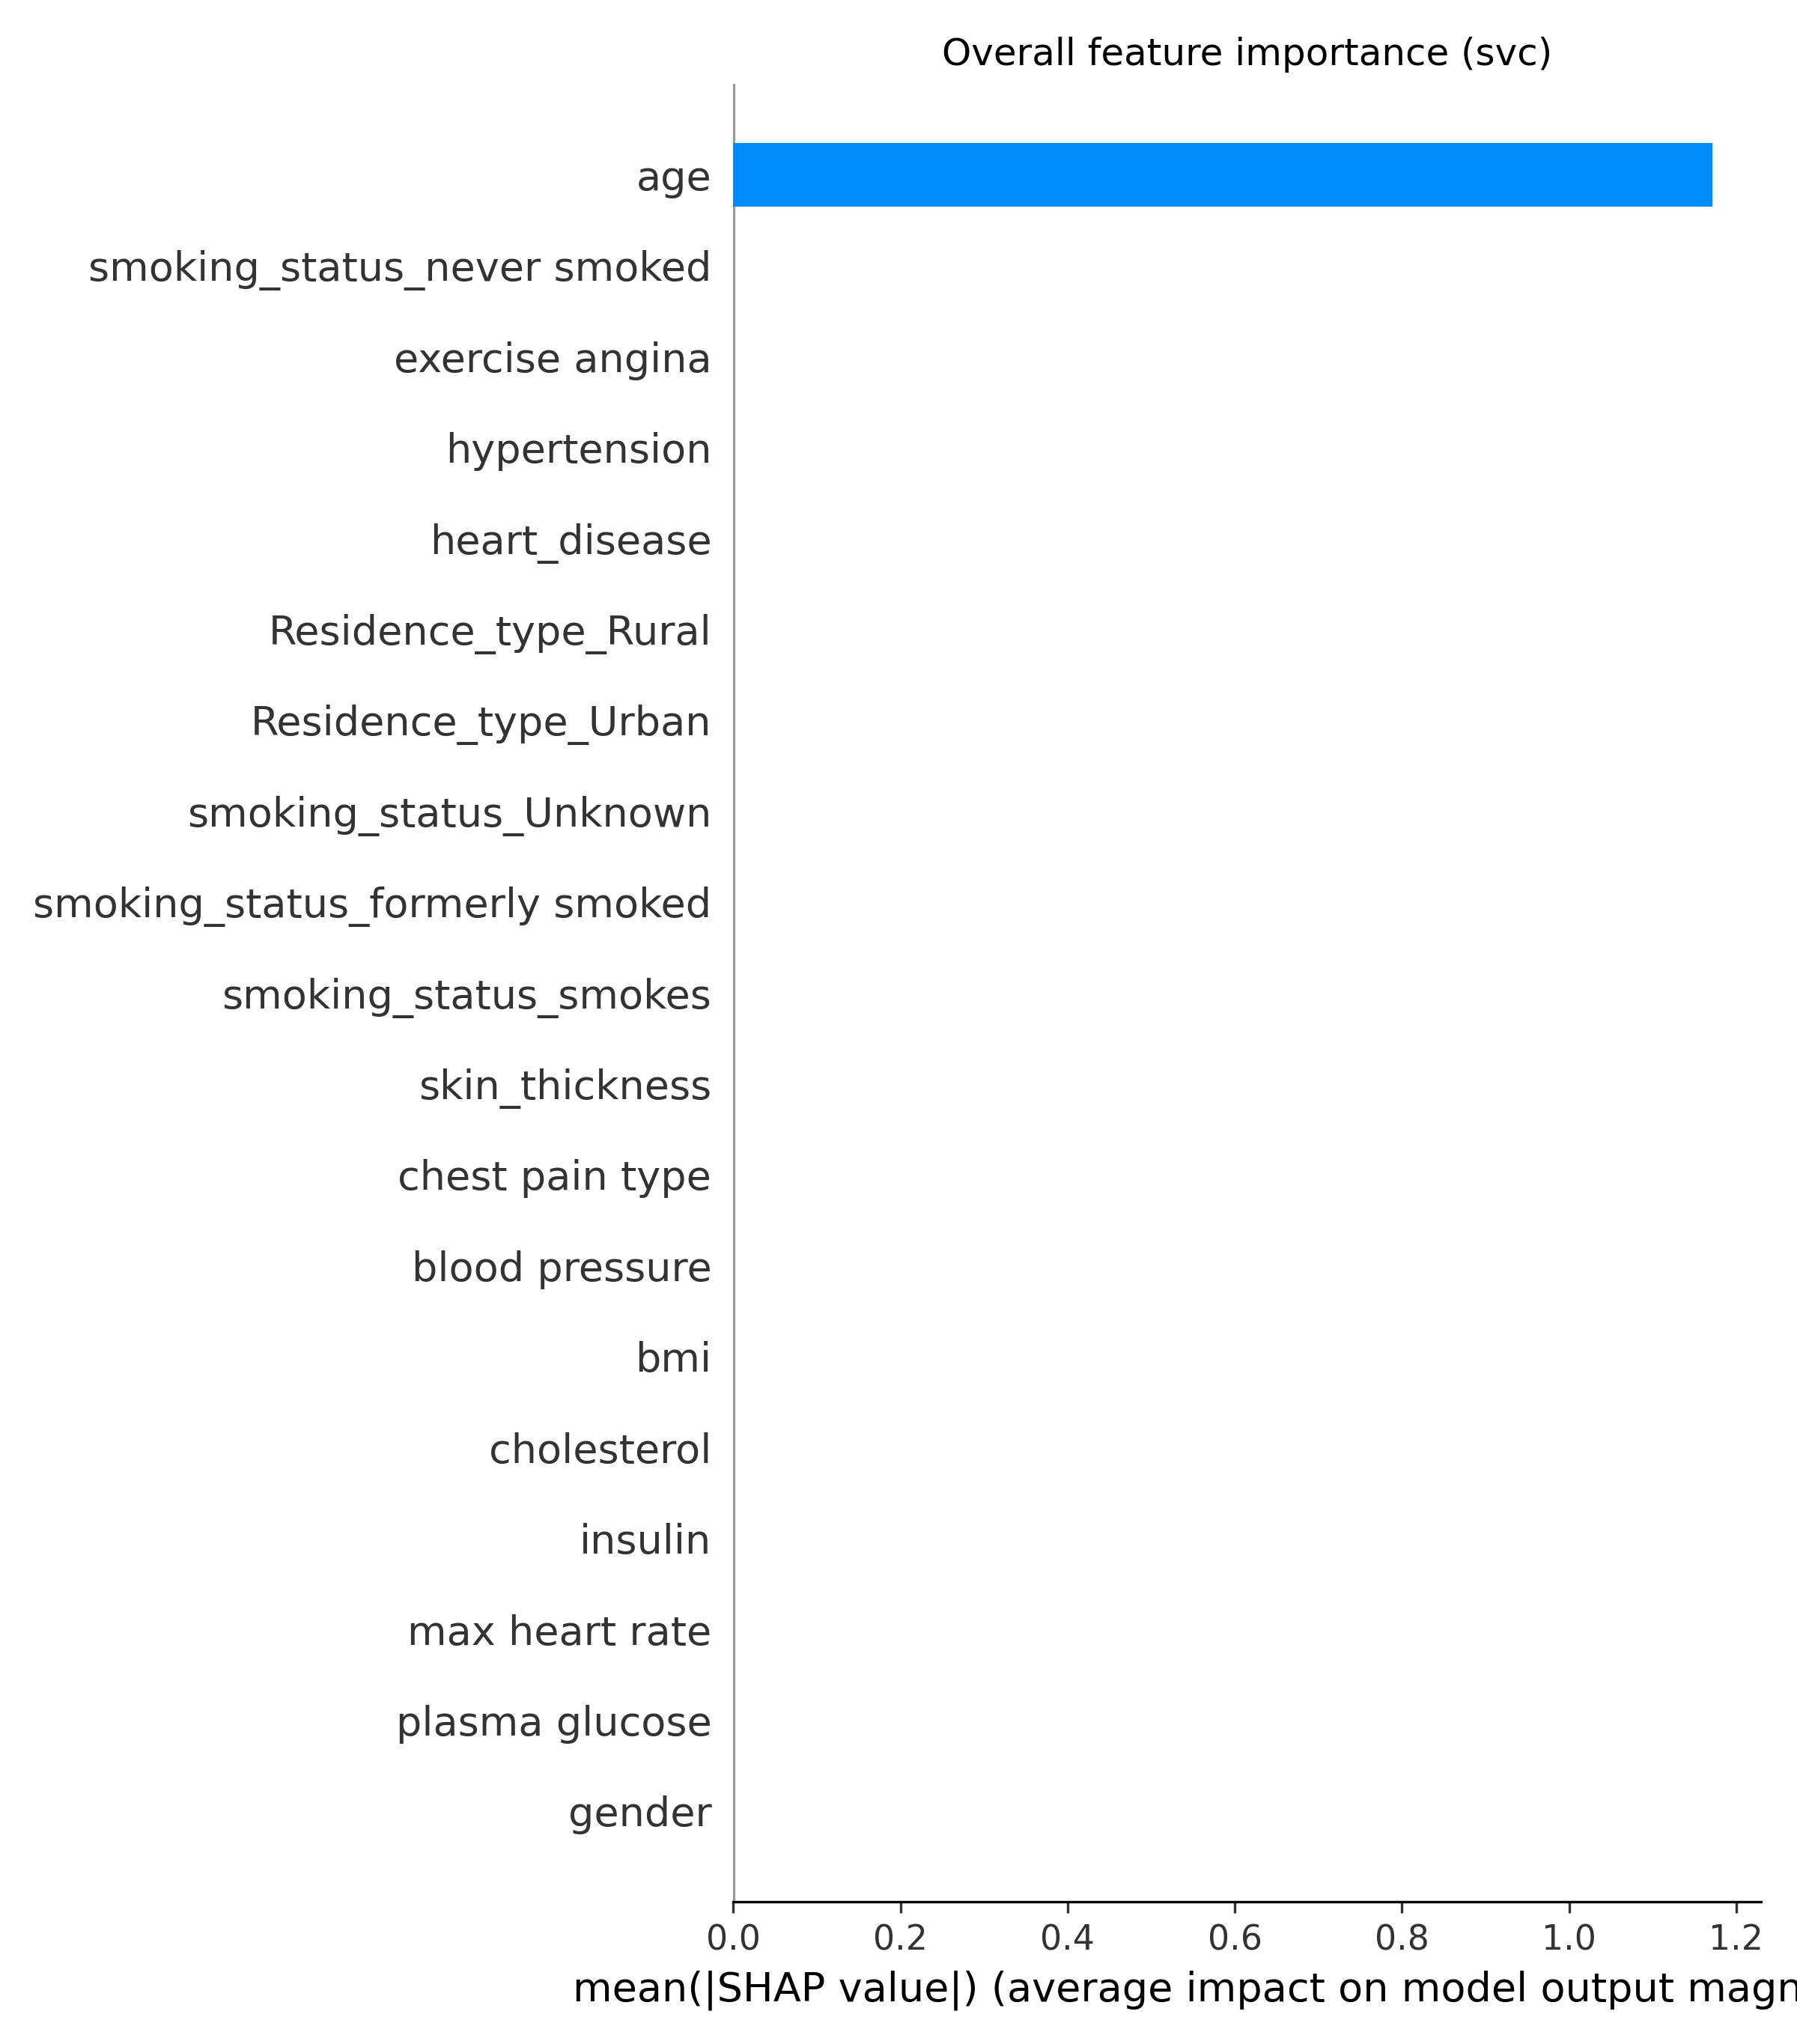 Overall feature importance (svc)
age
smoking_status_never smoked
exercise angina
hypertension
heart_disease
Residence_type_Rural
Residence_type_Urban
smoking_status_Unknown
smoking_status_formerly smoked
smoking_status_smokes
skin_thickness
chest pain type
blood pressure
bmi
cholesterol
insulin
max heart rate
plasma glucose
gender
0.0 0.2 0.4 0.6 0.8 1.0 1.2
mean(|SHAP value|) (average impact on model output magn